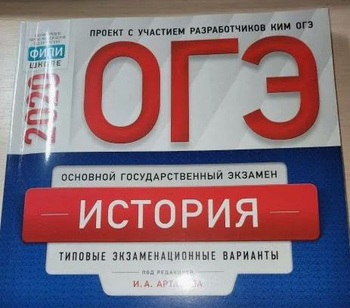 ПРОЕКТ С УЧАСТИЕМ РАЗРАБОТЧИКОВ КИМ ОГЭ
ФИПИ
ШКОЛЕ
2020
ОГЭ
ОСНОВНОЙ ГОСУДАРСТВЕННЫЙ ЭКЗАМЕН
ИСТОРИЯ
ТИПОВЫЕ ЭКЗАМЕНАЦИОННЫЕ ВАРИАНТЫ
ПОД РЕДАКЦИЕЙ
И.А.